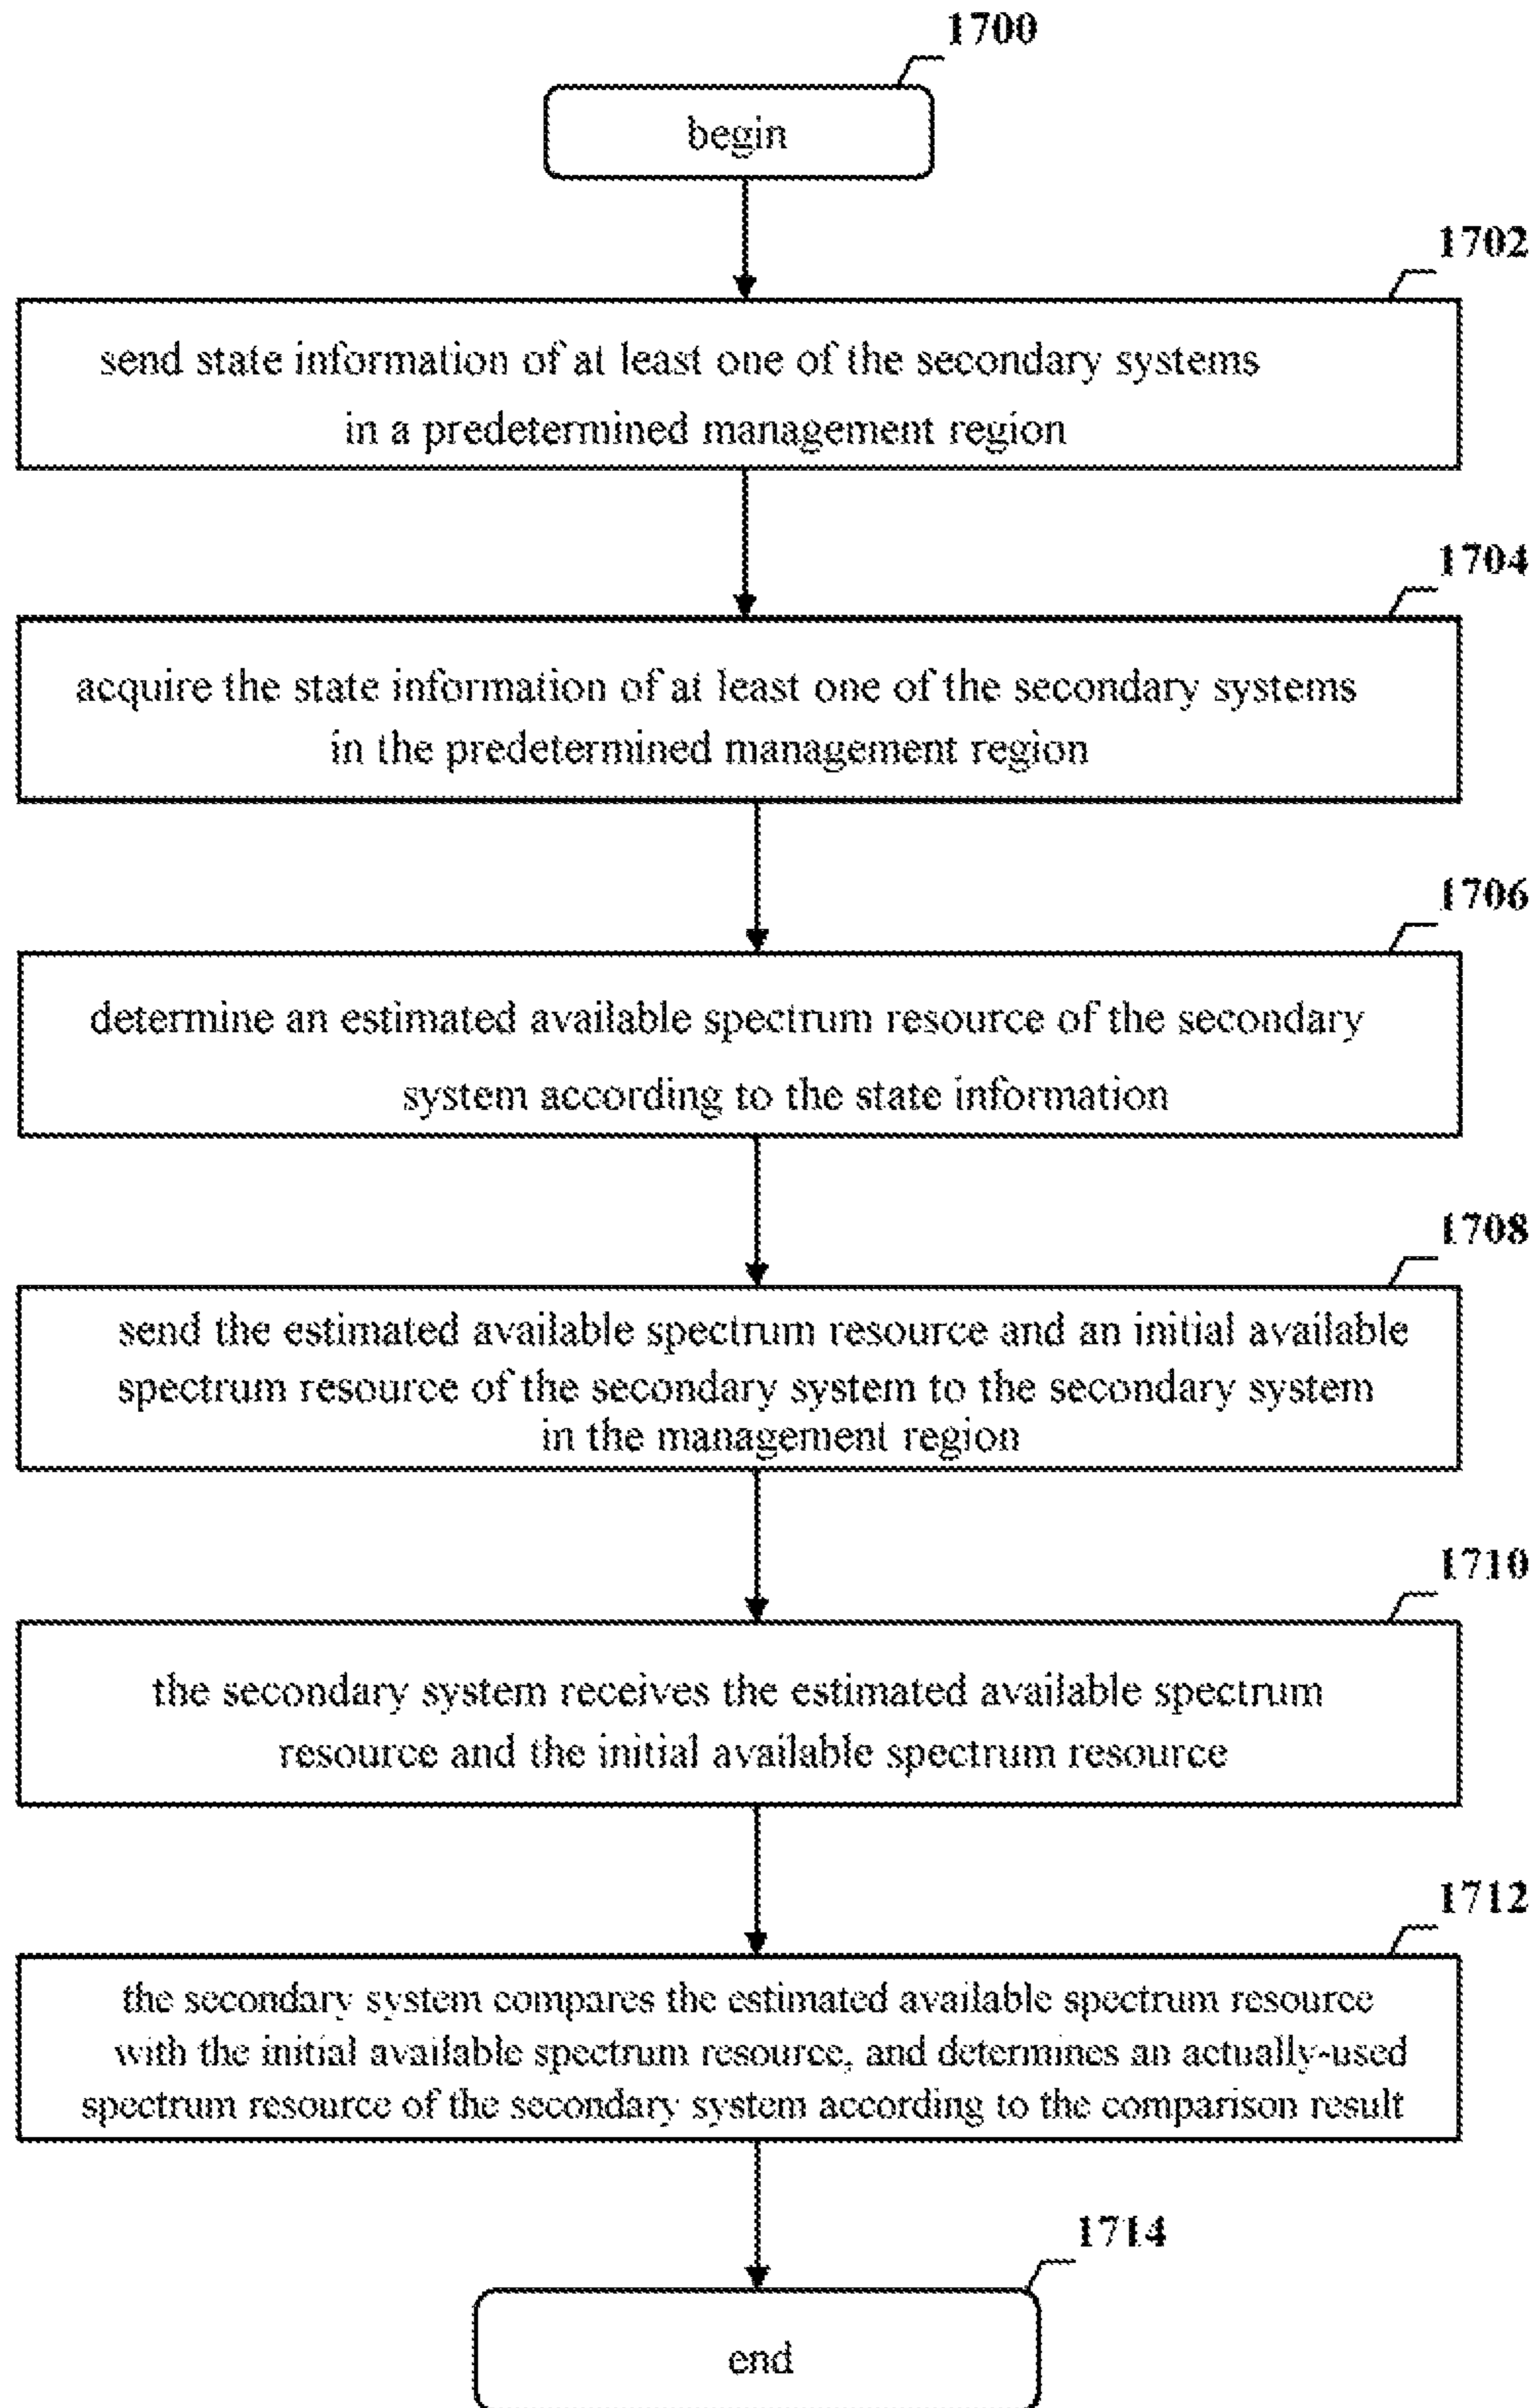 1700
begin
1702
send state information of at least one of the secondary systems
in a predetermined management region
1704
acquire the state information of at least one of the secondary systems
in the predetermined management region
1706
determine an estimated available spectrum resource of the secondary
system according to the state information
1708
send the estimated available spectrum resource and an initial available
spectrum resource of the secondary system to the secondary system
in the management region
1710
the secondary system receives the estimated available spectrum
resource and the initial available spectrum resource
1712
the secondary system compares the estimated available spectrum resource
with the initial available spectrum resource, and determines an actually-used
spectrum resource of the secondary system according to the comparison result
1714
end